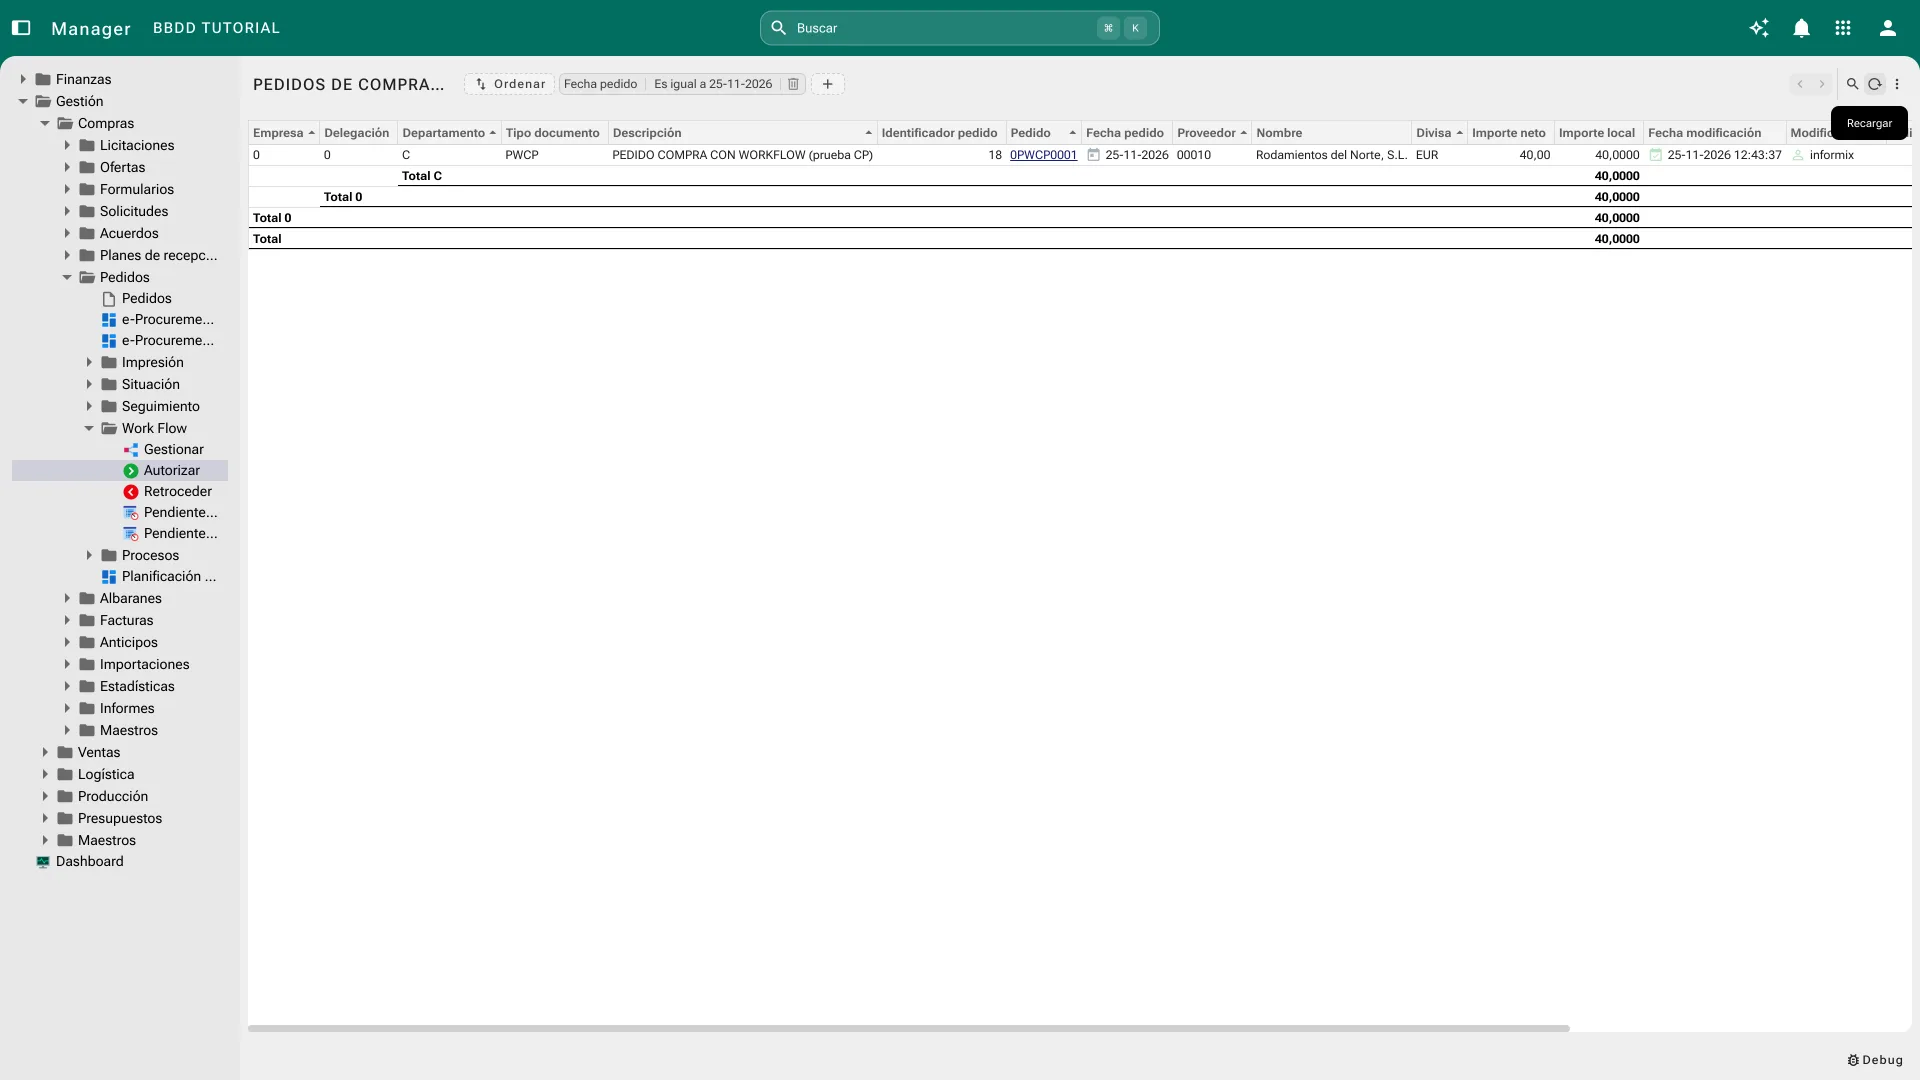 Manager BBDD TUTORIAL Buscar ⌘ K
Finanzas
Gestión
Compras
Licitaciones
Ofertas
Formularios
Solicitudes
Acuerdos
Planes de recepc...
Pedidos
Pedidos
e-Procureme...
e-Procureme...
Impresión
Situación
Seguimiento
Work Flow
Gestionar
Autorizar
Retroceder
Pendiente...
Pendiente...
Procesos
Planificación ...
Albaranes
Facturas
Anticipos
Importaciones
Estadísticas
Informes
Maestros
Ventas
Logística
Producción
Presupuestos
Maestros
Dashboard
PEDIDOS DE COMPRA... Ordenar Fecha pedido Es igual a 25-11-2026
Recargar
Empresa Delegación Departamento Tipo documento Descripción Identificador pedido Pedido Fecha pedido Proveedor Nombre Divisa Importe neto Importe local Fecha modificación
0 0 C PWCP PEDIDO COMPRA CON WORKFLOW (prueba CP) 18 0PWCP0001 25-11-2026 00010 Rodamientos del Norte, S.L. EUR 40,00 40,0000 25-11-2026 12:43:37 informix
Total C 40,0000
Total 0 40,0000
Total 0 40,0000
Total 40,0000
Debug